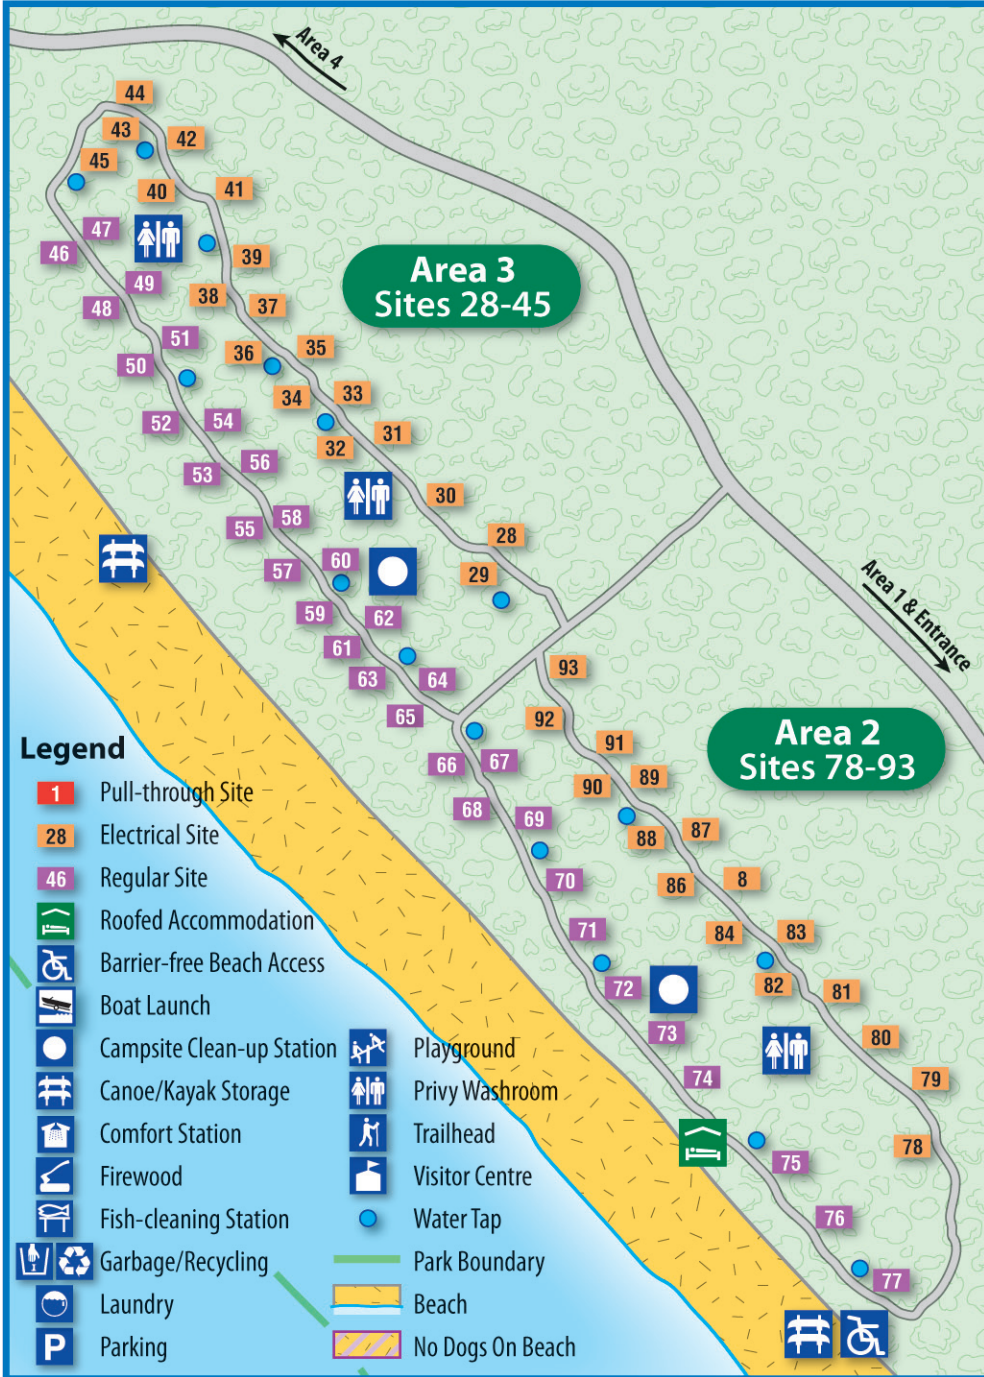 Area 4
44
43
42
45
40
41
47
46
39
49
38
48
37
Area 3
Sites 28-45
51
36
35
50
34
33
52
54
32
31
56
53
30
58
55
28
60
57
29
59
62
61
63
64
65
Area 1 & Entrance
93
92
91
66
67
90
89
Area 2
Sites 78-93
68
69
88
87
70
86
8
71
84
83
72
82
81
73
80
74
79
75
78
76
77
Legend
1 Pull-through Site
28 Electrical Site
46 Regular Site
Roofed Accommodation
Barrier-free Beach Access
Boat Launch
Campsite Clean-up Station
Canoe/Kayak Storage
Comfort Station
Firewood
Fish-cleaning Station
Garbage/Recycling
Laundry
P Parking
Playground
Privy Washroom
Trailhead
Visitor Centre
Water Tap
Park Boundary
Beach
No Dogs On Beach